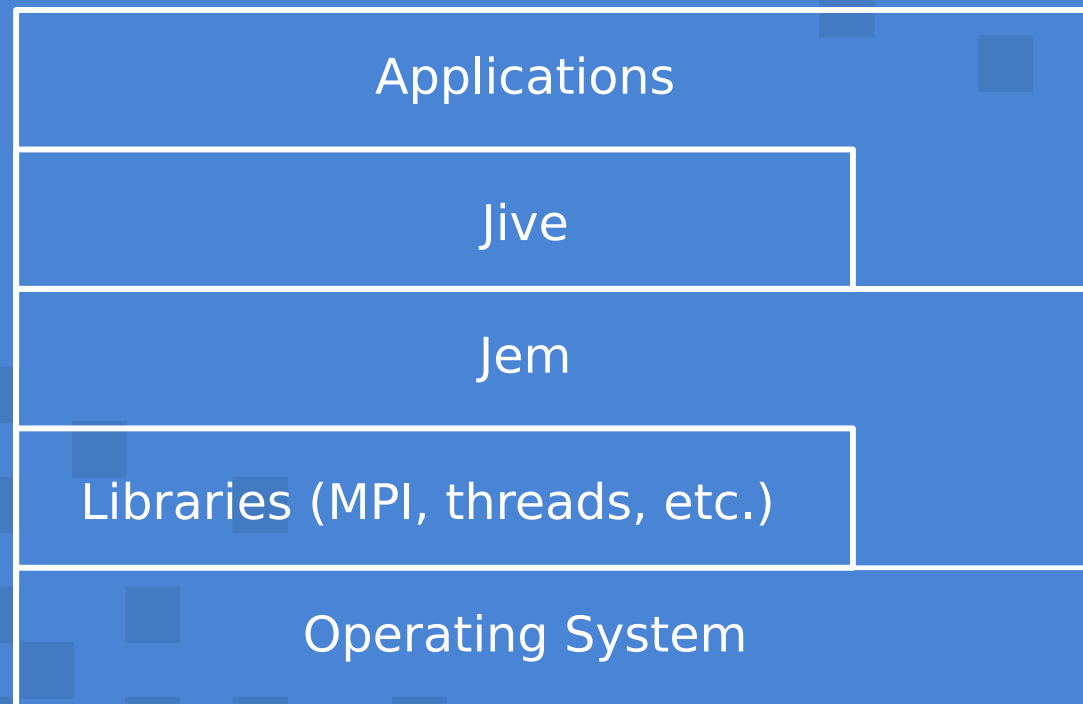 Applications
Jive
Jem
Libraries (MPI, threads, etc.)
Operating System